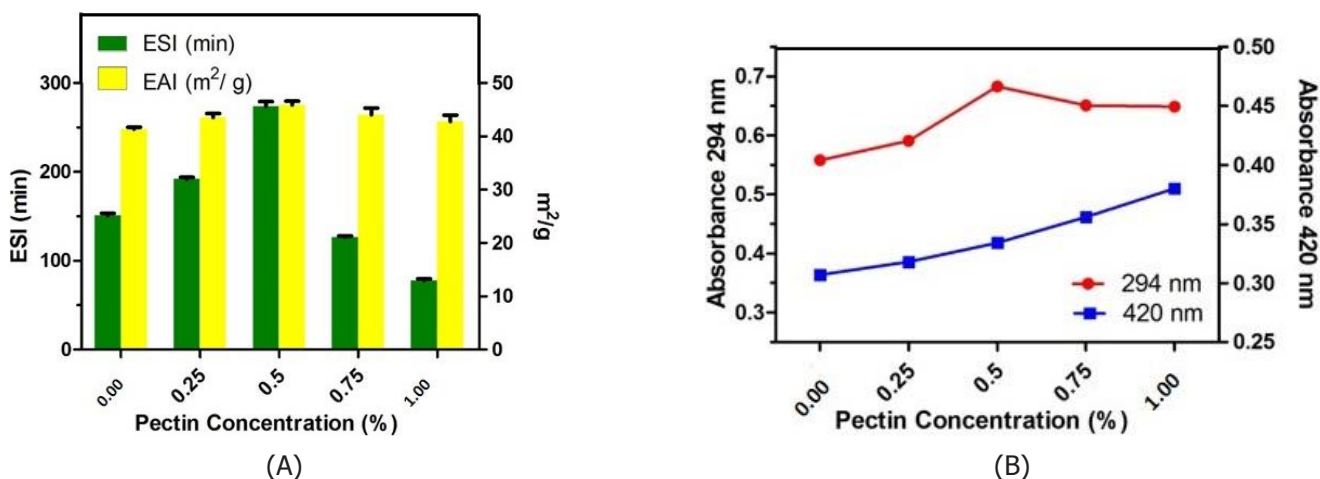 ESI (min)
EAI (m²/ g)
300
200
100
0
ESI (min)
50
40
30
20
10
0
m²/g
0.00
0.25
0.5
0.75
1.00
Pectin Concentration (%)
(A)
0.7
0.6
0.5
0.4
0.3
Absorbance 294 nm
294 nm
420 nm
0.50
0.45
0.40
0.35
0.30
0.25
Absorbance 420 nm
0.00
0.25
0.5
0.75
1.00
Pectin Concentration (%)
(B)